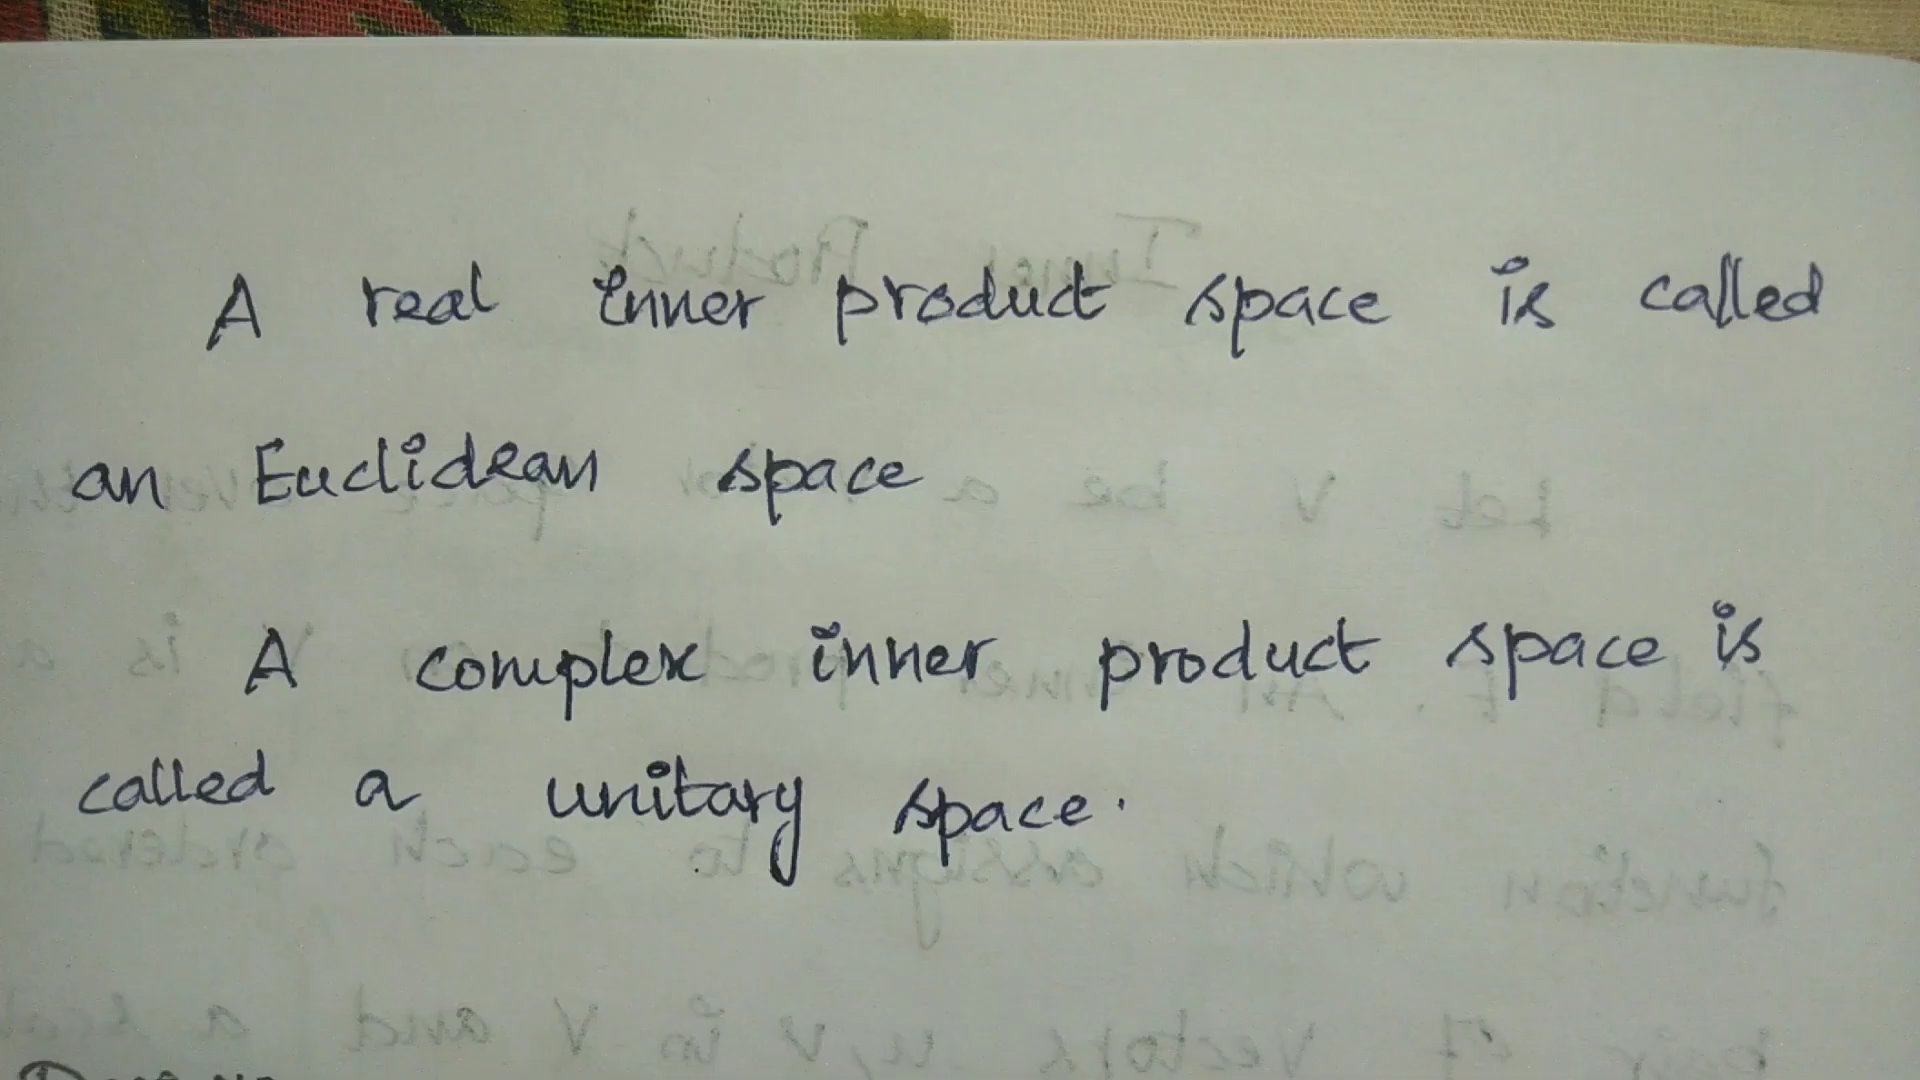 A real inner product space is called
an Euclidean space
A complex inner product space is
called a unitary space.